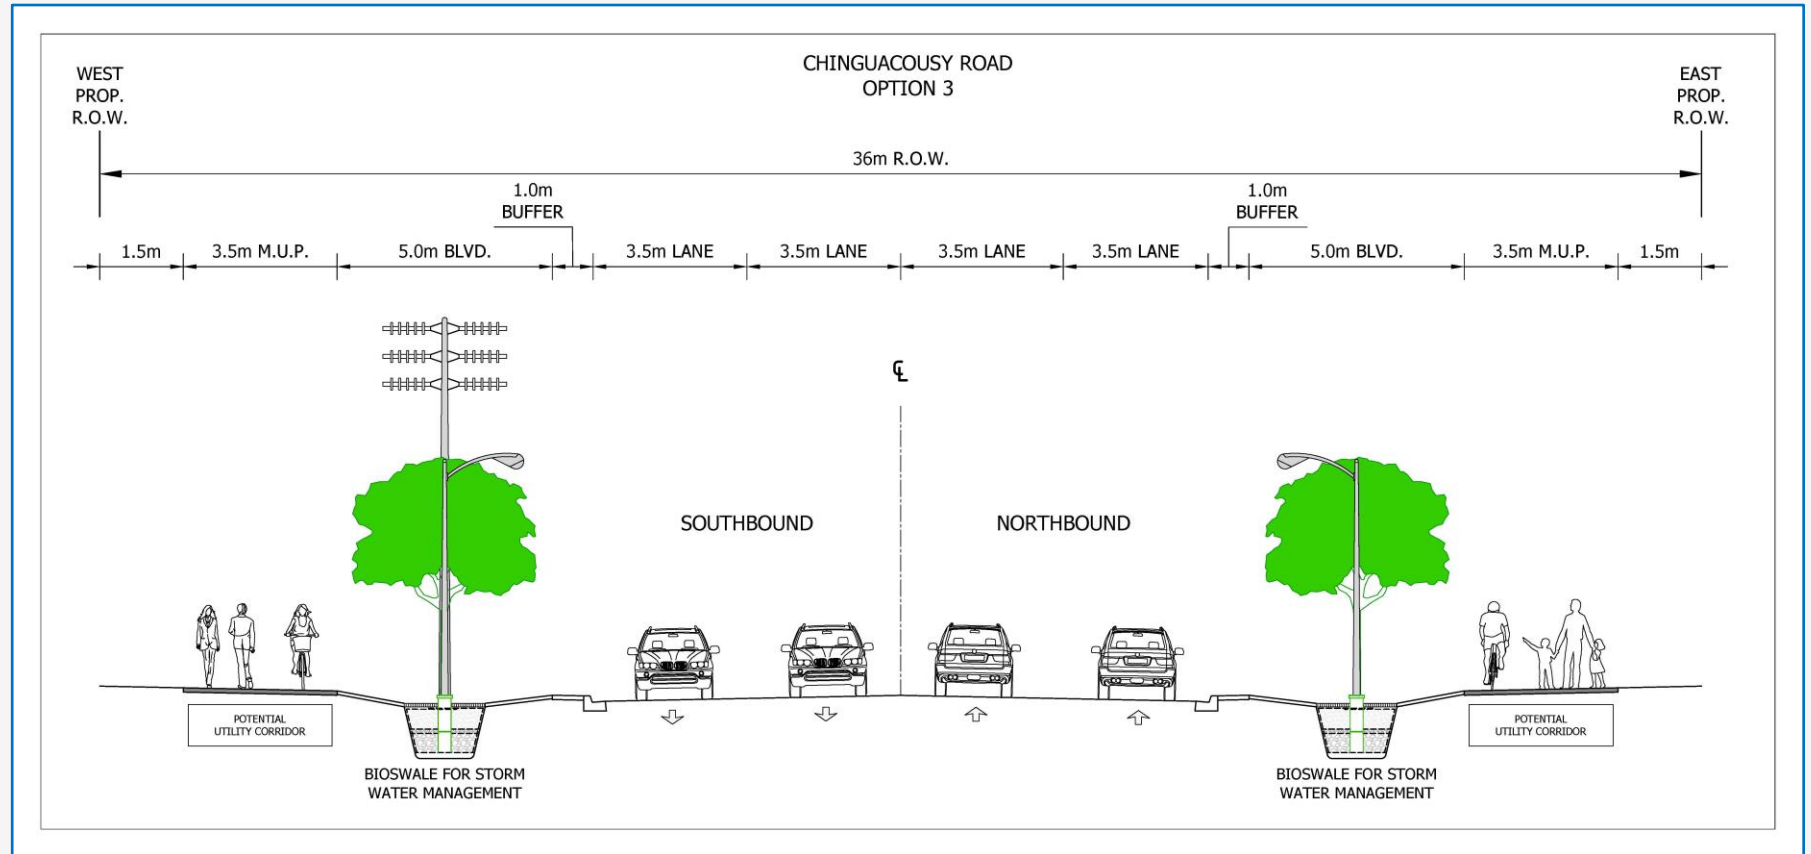 CHINGUACOUSY ROAD
OPTION 3
WEST
PROP.
R.O.W.
EAST
PROP.
R.O.W.
36m R.O.W.
1.0m
BUFFER
1.0m
BUFFER
1.5m 3.5m M.U.P. 5.0m BLVD. 3.5m LANE 3.5m LANE 3.5m LANE 3.5m LANE 5.0m BLVD. 3.5m M.U.P. 1.5m
℄
SOUTHBOUND NORTHBOUND
POTENTIAL
UTILITY CORRIDOR
POTENTIAL
UTILITY CORRIDOR
BIOSWALE FOR STORM
WATER MANAGEMENT
BIOSWALE FOR STORM
WATER MANAGEMENT